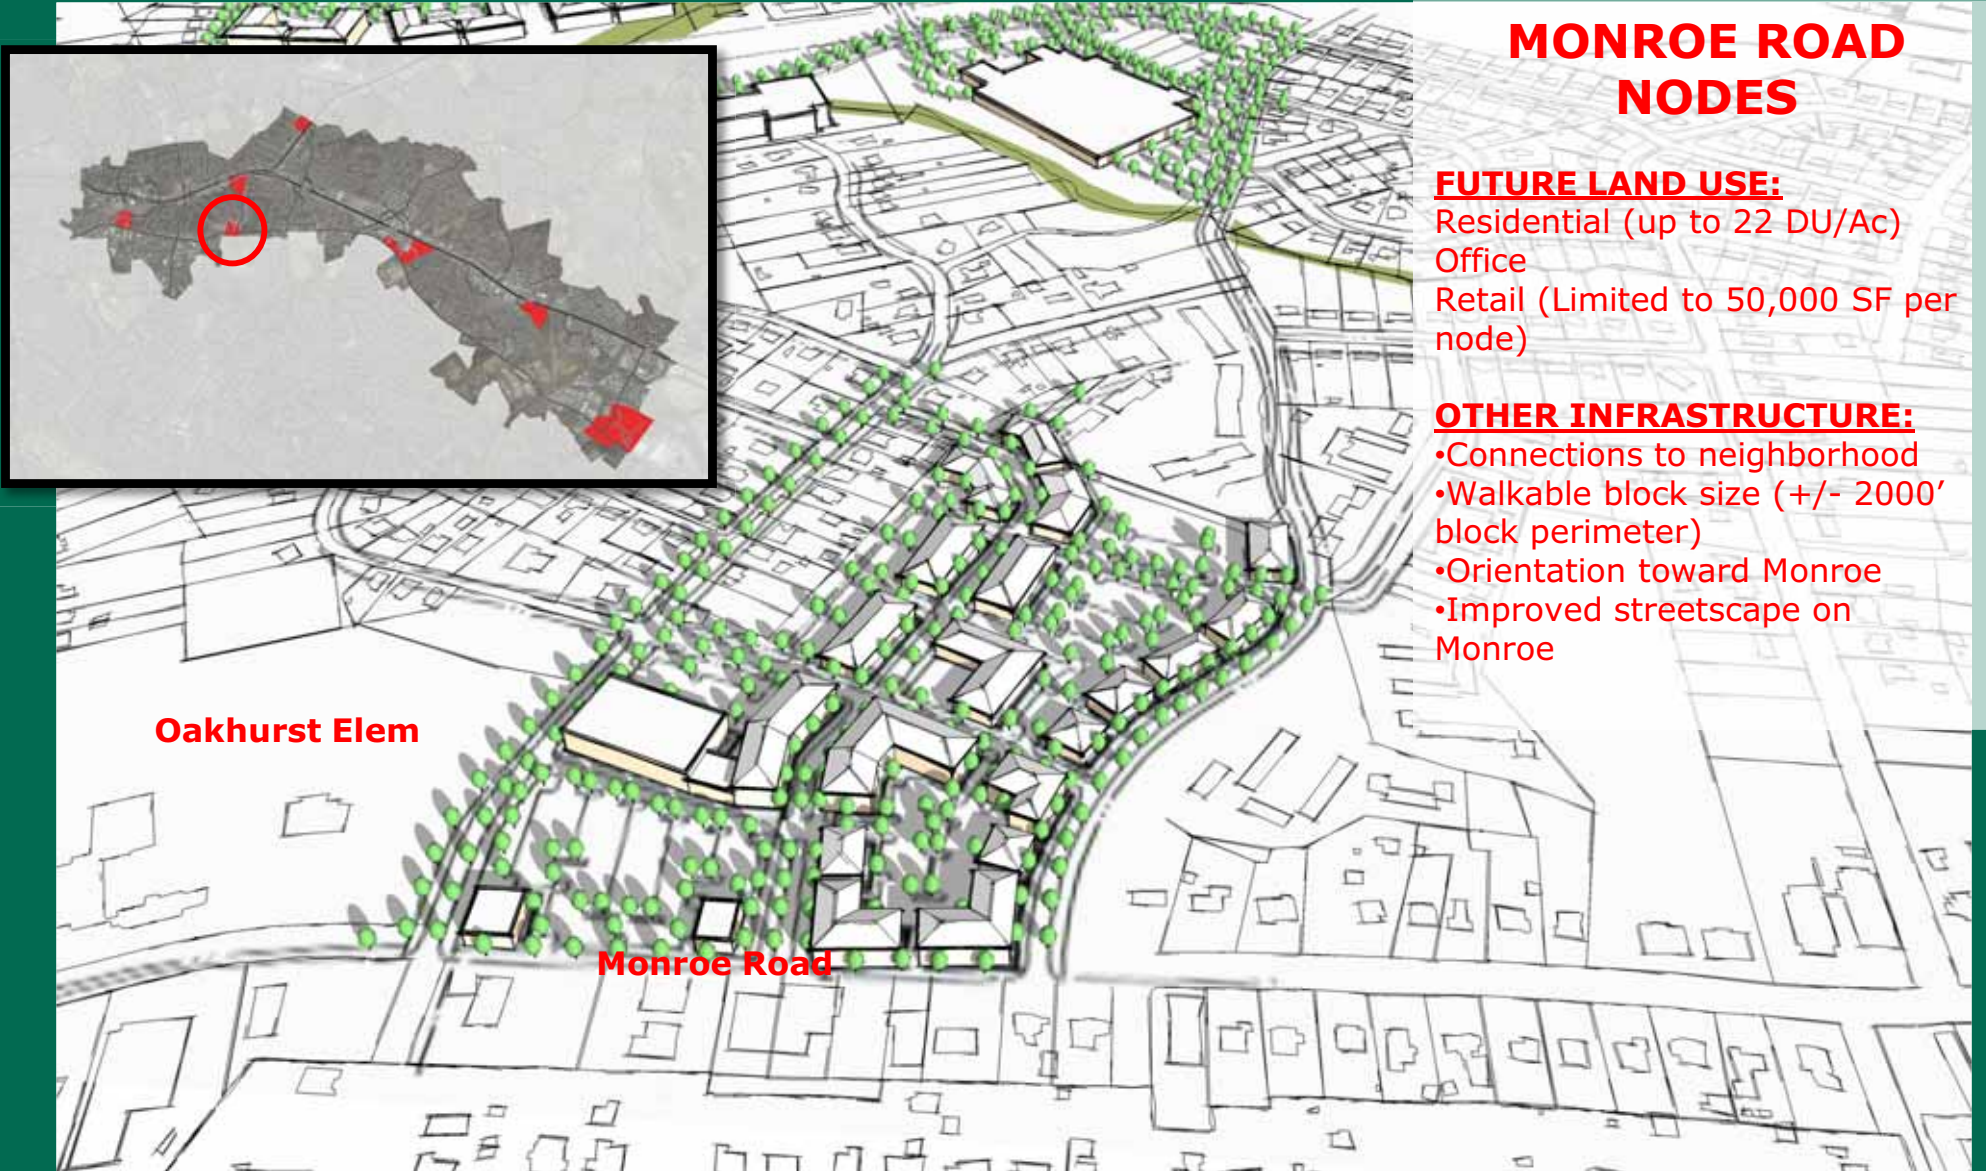 MONROE ROAD
NODES
FUTURE LAND USE:
Residential (up to 22 DU/Ac)
Office
Retail (Limited to 50,000 SF per
node)
OTHER INFRASTRUCTURE:
•Connections to neighborhood
•Walkable block size (+/- 2000’
block perimeter)
•Orientation toward Monroe
•Improved streetscape on
Monroe
Oakhurst Elem
Monroe Road